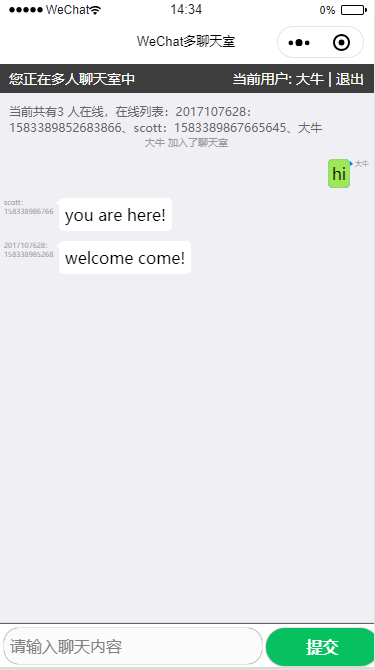 WeChat 14:34 0%
WeChat多聊天室
您正在多人聊天室中 当前用户: 大牛 | 退出
当前共有3 人在线，在线列表：2017107628：
1583389852683866、scott：1583389867665645、大牛
大牛 加入了聊天室
hi 大牛
scott：
158338986766
you are here!
2017107628：
158338985268
welcome come!
请输入聊天内容 提交